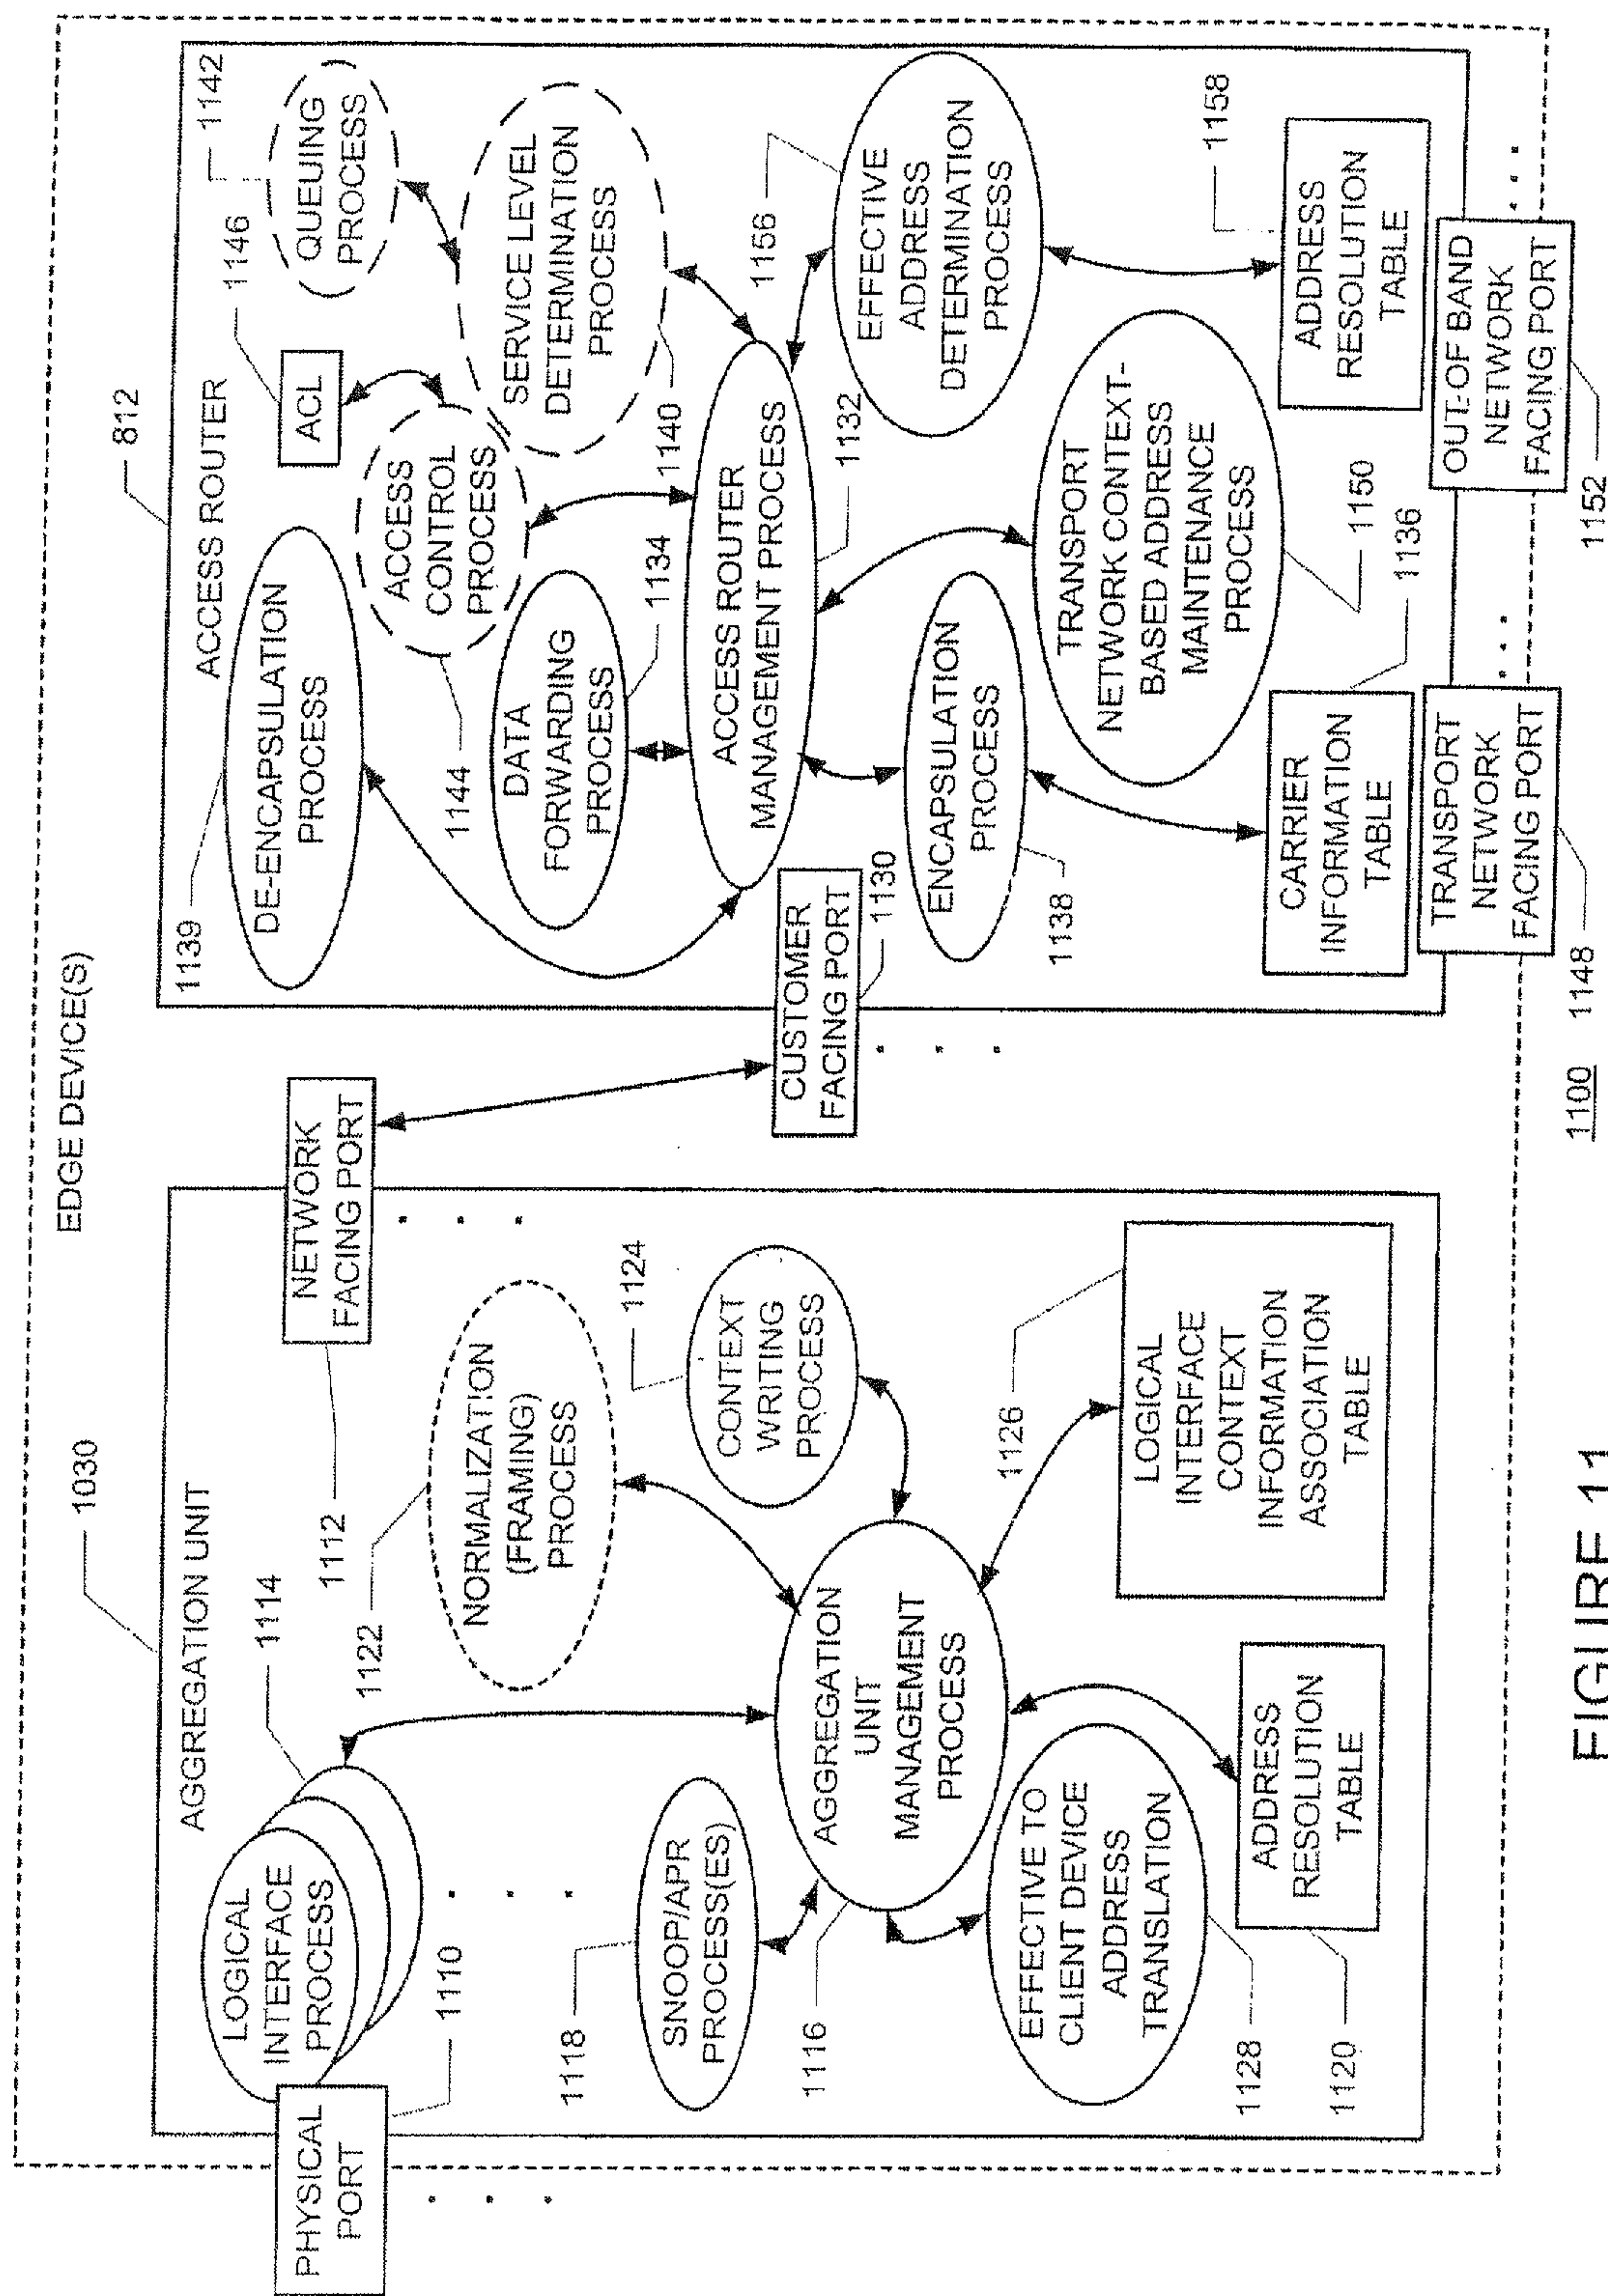 EDGE DEVICE(S)
1030
AGGREGATION UNIT
1114
LOGICAL
INTERFACE
PROCESS
PHYSICAL
PORT
1110
NETWORK
FACING PORT
1112
1122
NORMALIZATION
(FRAMING)
PROCESS
1124
CONTEXT
WRITING
PROCESS
1118
SNOOP/APR
PROCESS(ES)
1116
AGGREGATION
UNIT
MANAGEMENT
PROCESS
1126
LOGICAL
INTERFACE
CONTEXT
INFORMATION
ASSOCIATION
TABLE
EFFECTIVE TO
CLIENT DEVICE
ADDRESS
TRANSLATION
1128
ADDRESS
RESOLUTION
TABLE
1120
812
ACCESS ROUTER
1139
DE-ENCAPSULATION
PROCESS
1146
ACL
1142
QUEUING
PROCESS
1144
ACCESS
CONTROL
PROCESS
SERVICE LEVEL
DETERMINATION
PROCESS
1140
DATA
FORWARDING
PROCESS
1134
ACCESS ROUTER
MANAGEMENT PROCESS
1132
1156
EFFECTIVE
ADDRESS
DETERMINATION
PROCESS
CUSTOMER
FACING PORT
1130
ENCAPSULATION
PROCESS
1138
TRANSPORT
NETWORK CONTEXT-
BASED ADDRESS
MAINTENANCE
PROCESS
1150
1158
ADDRESS
RESOLUTION
TABLE
CARRIER
INFORMATION
TABLE
1136
TRANSPORT
NETWORK
FACING PORT
1148
OUT-OF BAND
NETWORK
FACING PORT
1152
1100
FIGURE 11